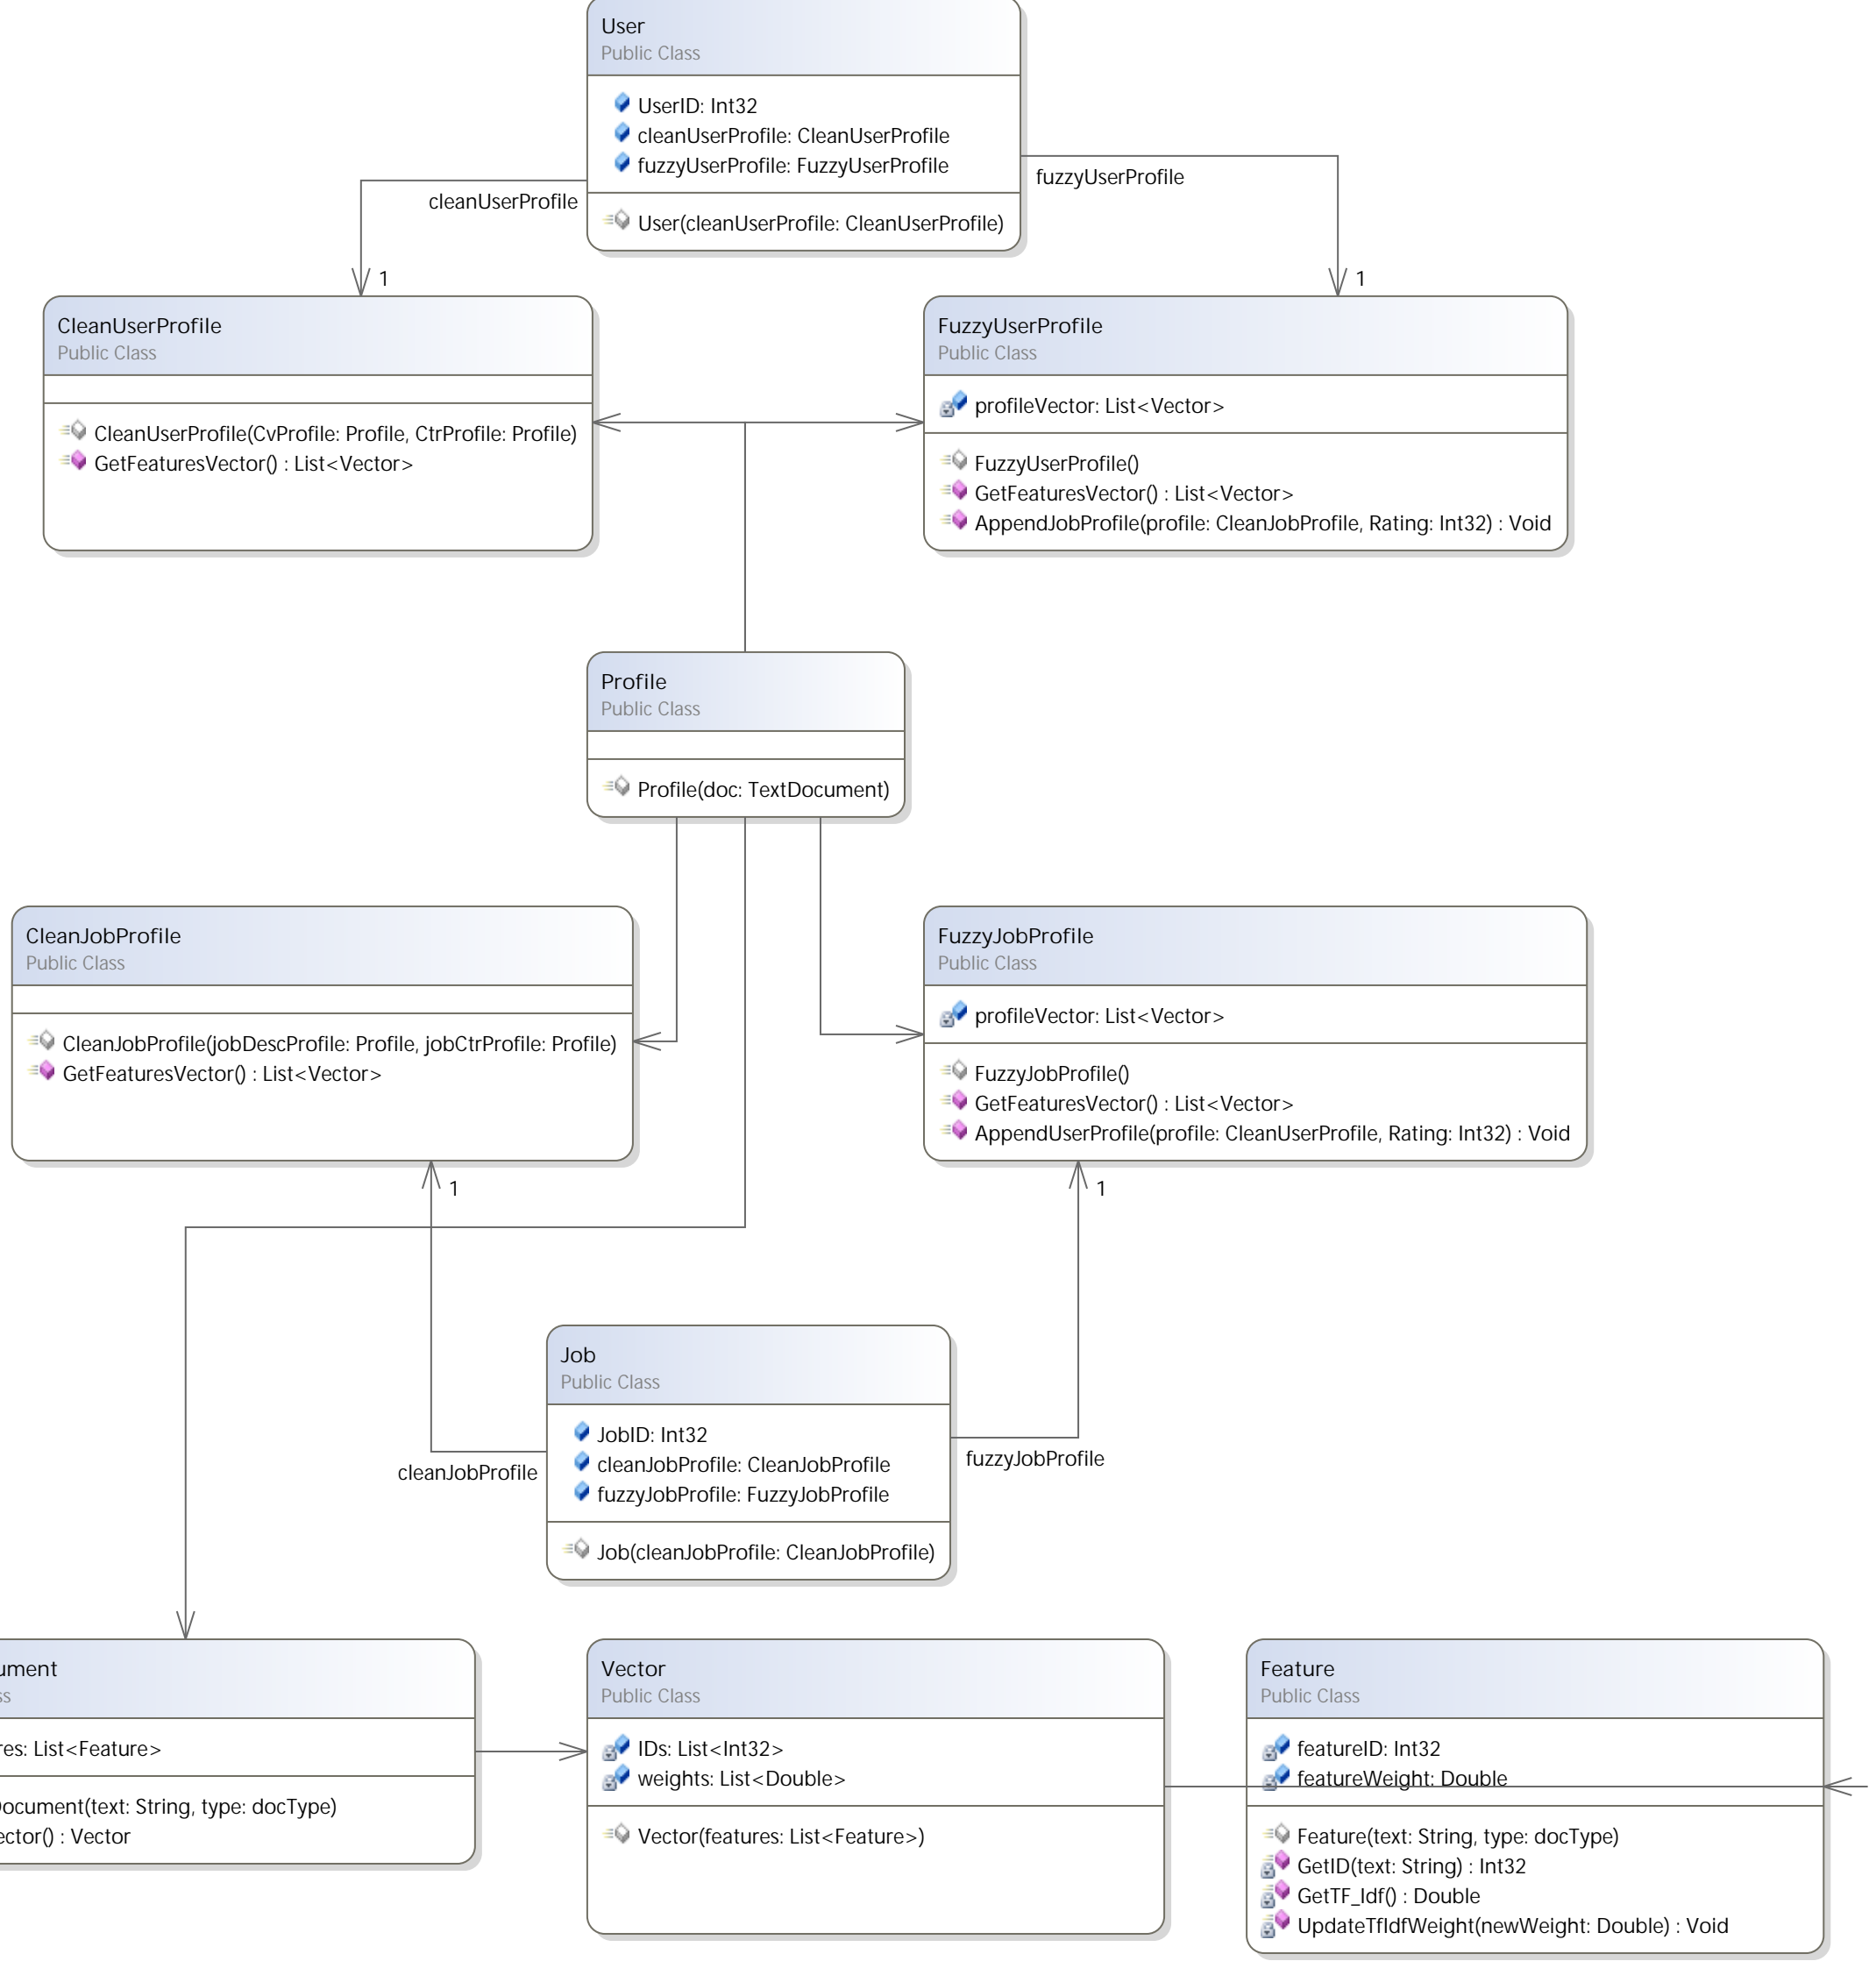 User
Public Class
UserID: Int32
cleanUserProfile: CleanUserProfile
fuzzyUserProfile: FuzzyUserProfile
User(cleanUserProfile: CleanUserProfile)
cleanUserProfile
fuzzyUserProfile
1
1
CleanUserProfile
Public Class
CleanUserProfile(CvProfile: Profile, CtrProfile: Profile)
GetFeaturesVector() : List<Vector>
FuzzyUserProfile
Public Class
profileVector: List<Vector>
FuzzyUserProfile()
GetFeaturesVector() : List<Vector>
AppendJobProfile(profile: CleanJobProfile, Rating: Int32) : Void
Profile
Public Class
Profile(doc: TextDocument)
CleanJobProfile
Public Class
CleanJobProfile(jobDescProfile: Profile, jobCtrProfile: Profile)
GetFeaturesVector() : List<Vector>
FuzzyJobProfile
Public Class
profileVector: List<Vector>
FuzzyJobProfile()
GetFeaturesVector() : List<Vector>
AppendUserProfile(profile: CleanUserProfile, Rating: Int32) : Void
1
1
Job
Public Class
JobID: Int32
cleanJobProfile: CleanJobProfile
fuzzyJobProfile: FuzzyJobProfile
Job(cleanJobProfile: CleanJobProfile)
cleanJobProfile
fuzzyJobProfile
ument
ss
res: List<Feature>
Document(text: String, type: docType)
ector() : Vector
Vector
Public Class
IDs: List<Int32>
weights: List<Double>
Vector(features: List<Feature>)
Feature
Public Class
featureID: Int32
featureWeight: Double
Feature(text: String, type: docType)
GetID(text: String) : Int32
GetTF_Idf() : Double
UpdateTfIdfWeight(newWeight: Double) : Void